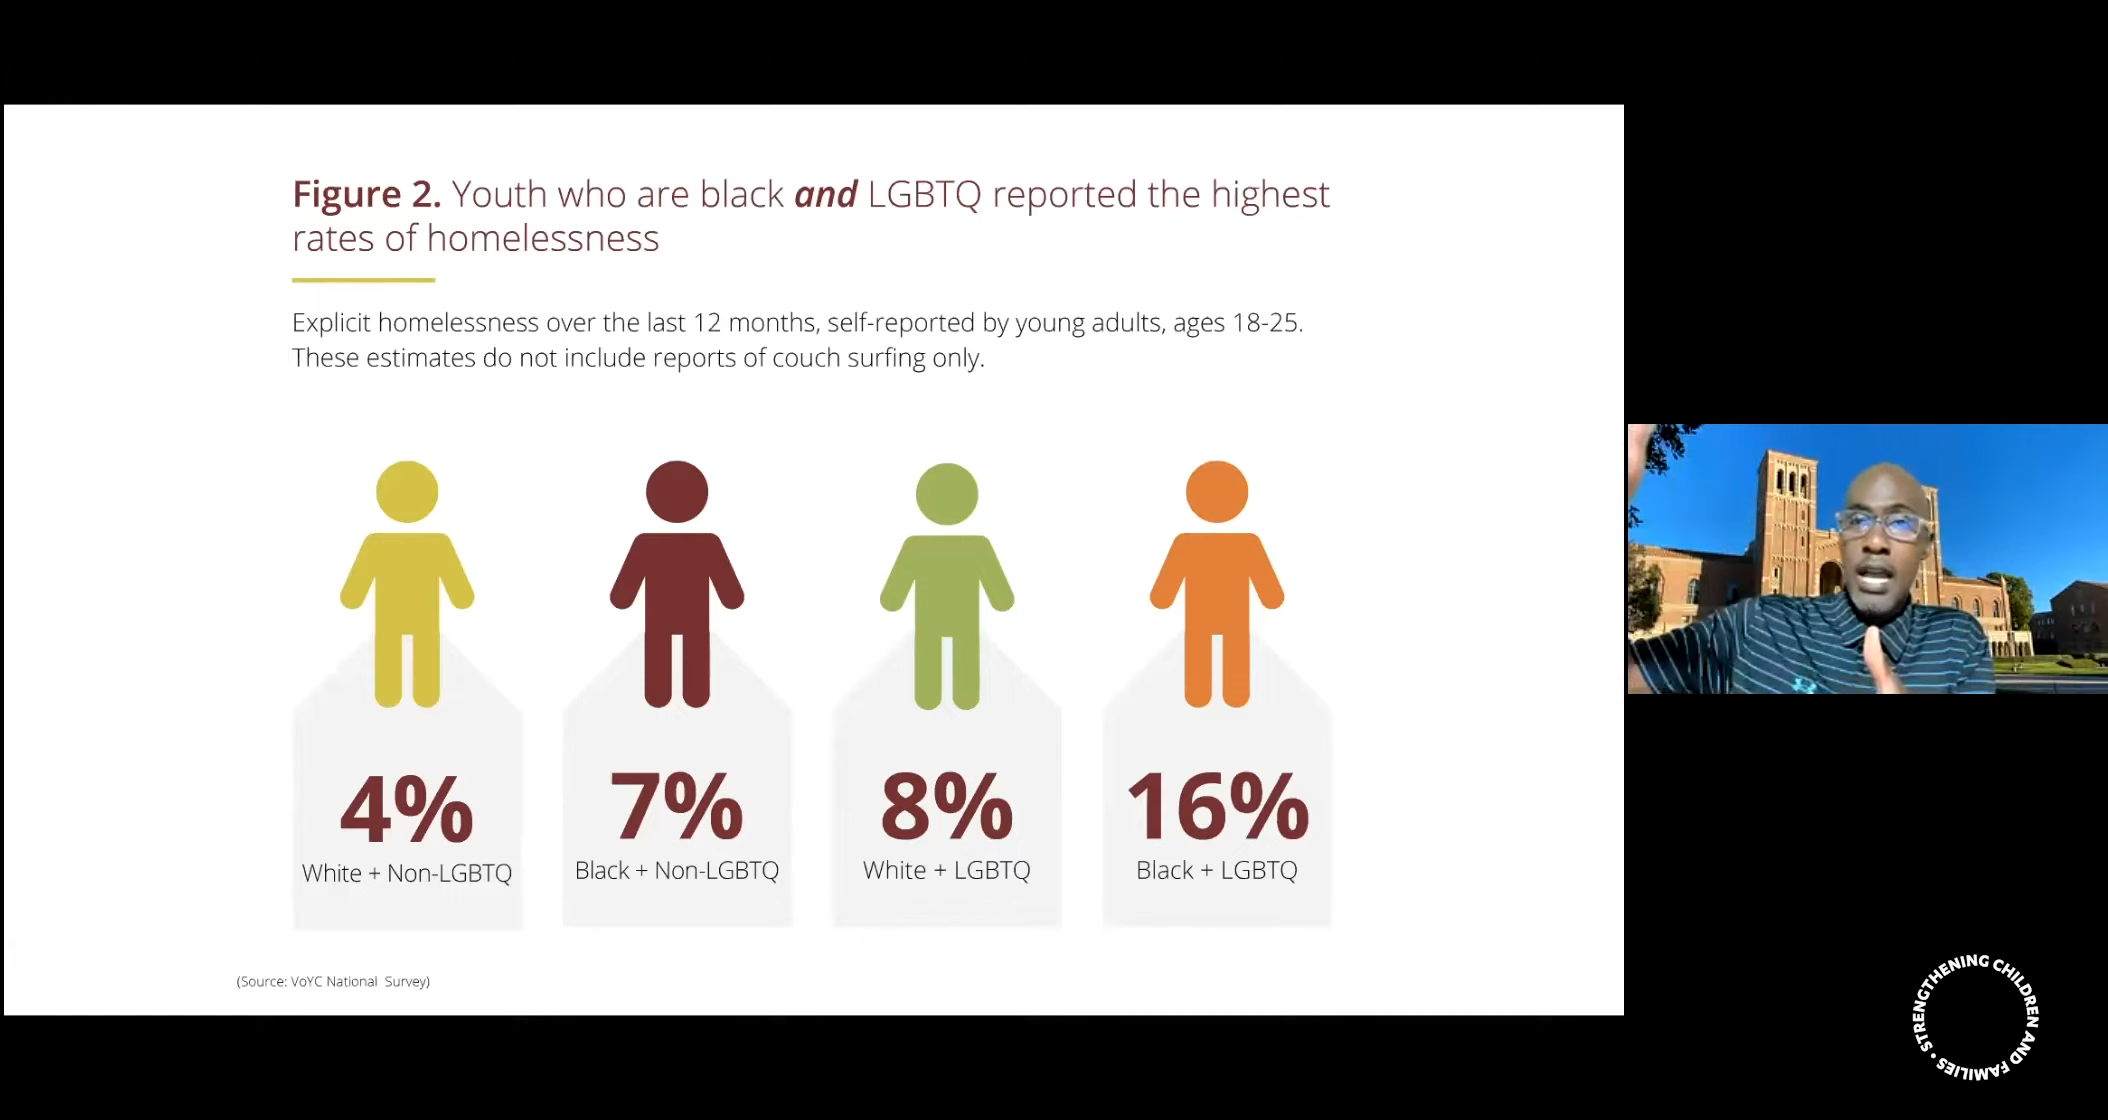 Figure 2. Youth who are black and LGBTQ reported the highest
rates of homelessness
Explicit homelessness over the last 12 months, self-reported by young adults, ages 18-25.
These estimates do not include reports of couch surfing only.
4%
White + Non-LGBTQ
7%
Black + Non-LGBTQ
8%
White + LGBTQ
16%
Black + LGBTQ
(Source: VoYC National Survey)
STRENGTHENING CHILDREN AND FAMILIES •